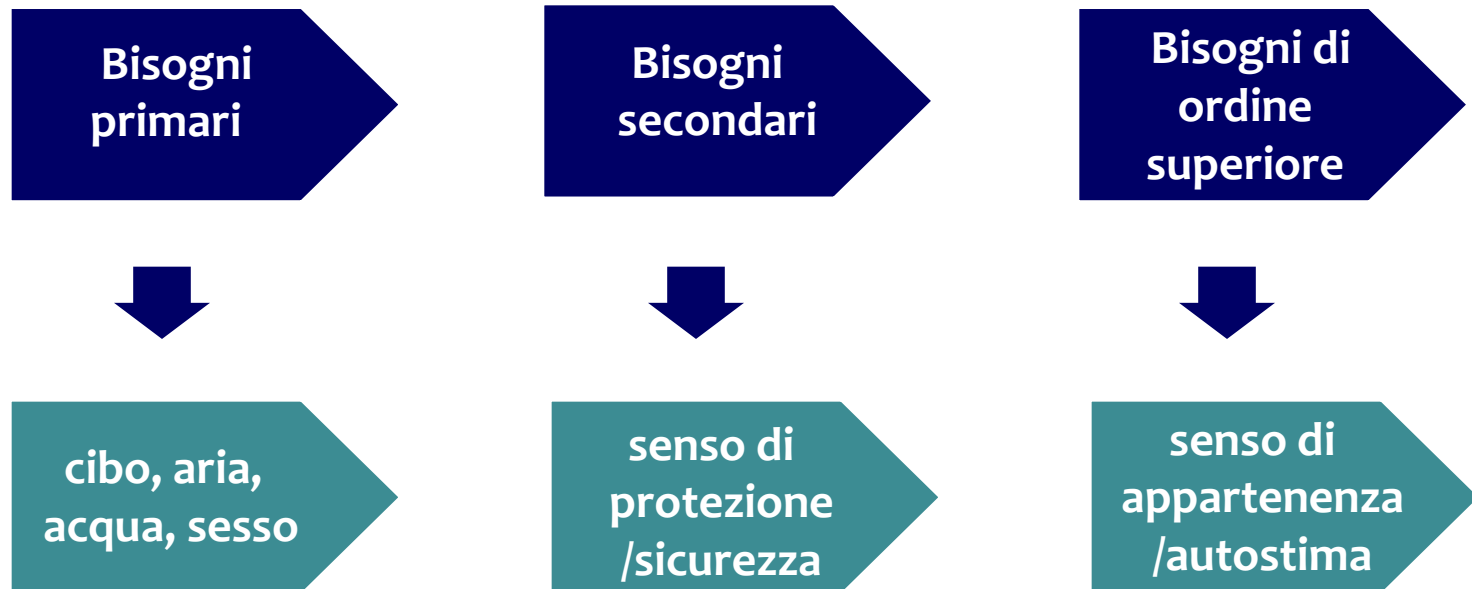 Bisogni
primari
Bisogni
secondari
Bisogni di
ordine
superiore
cibo, aria,
acqua, sesso
senso di
protezione
/sicurezza
senso di
appartenenza
/autostima